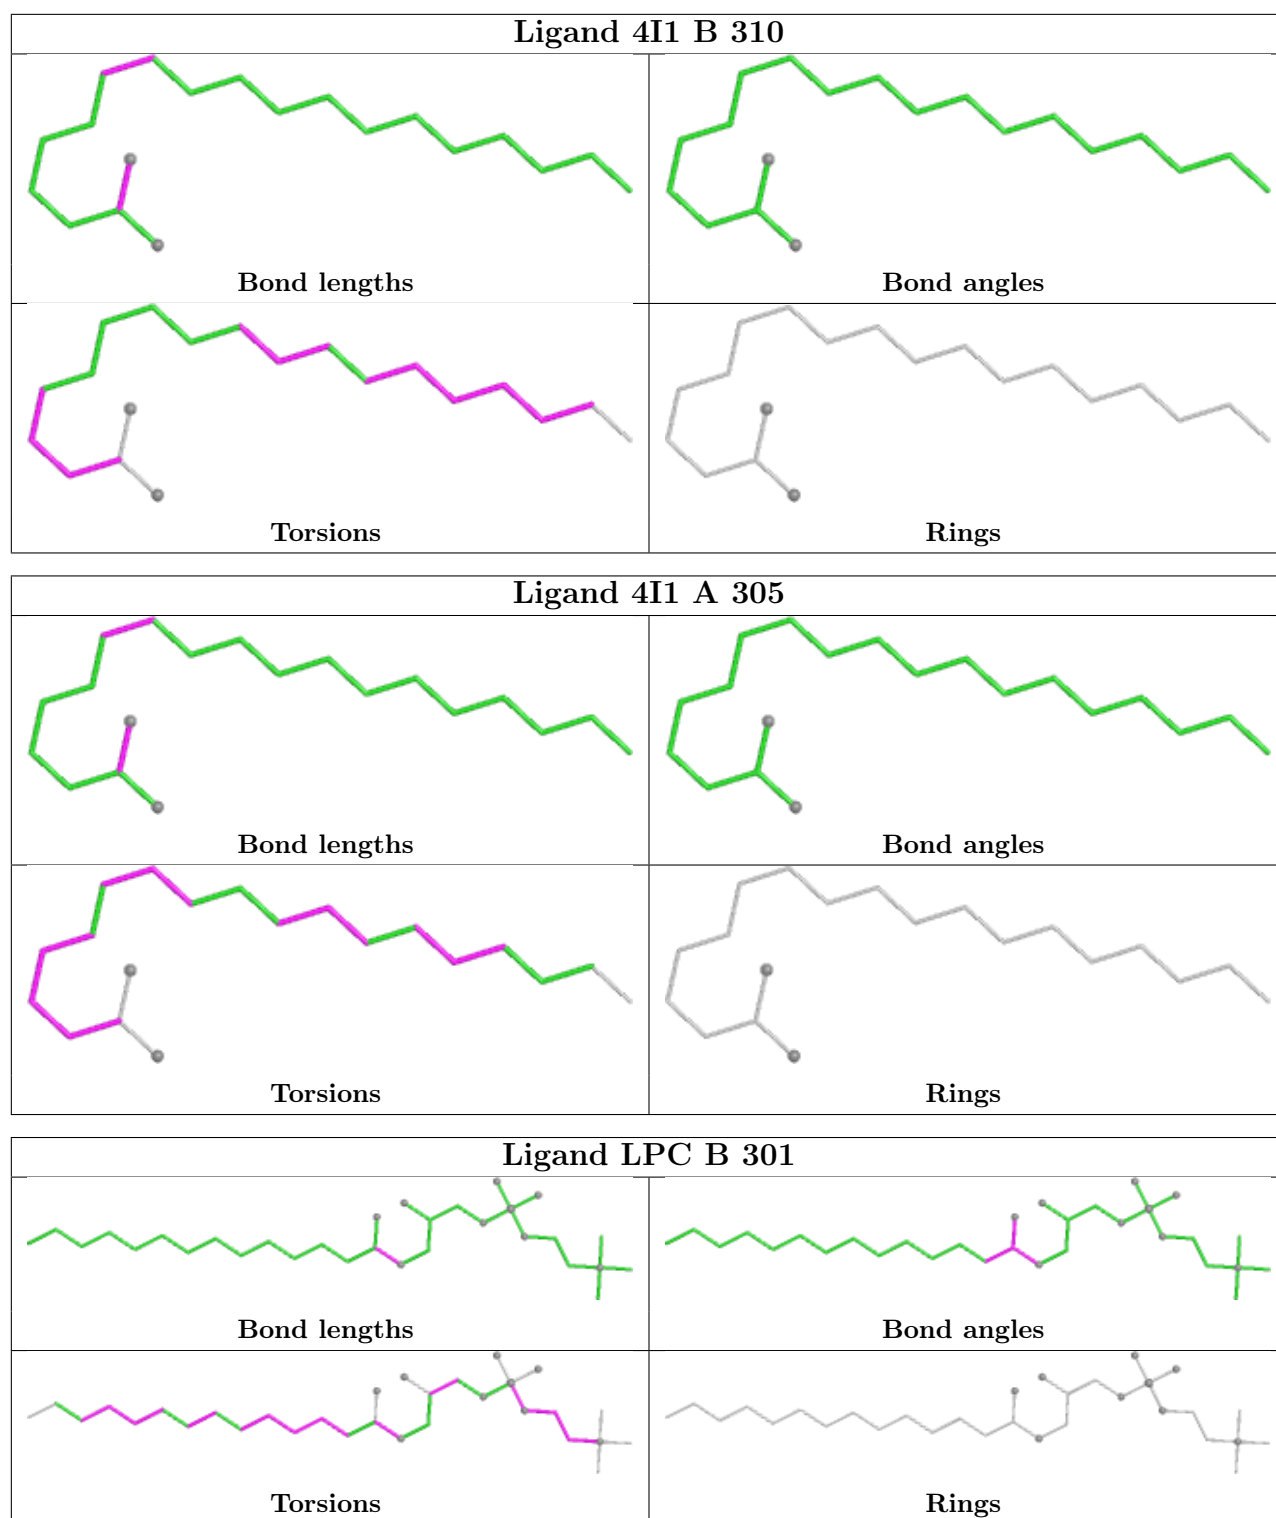 Ligand 4I1 B 310
Bond lengths
Bond angles
Torsions
Rings
Ligand 4I1 A 305
Bond lengths
Bond angles
Torsions
Rings
Ligand LPC B 301
Bond lengths
Bond angles
Torsions
Rings